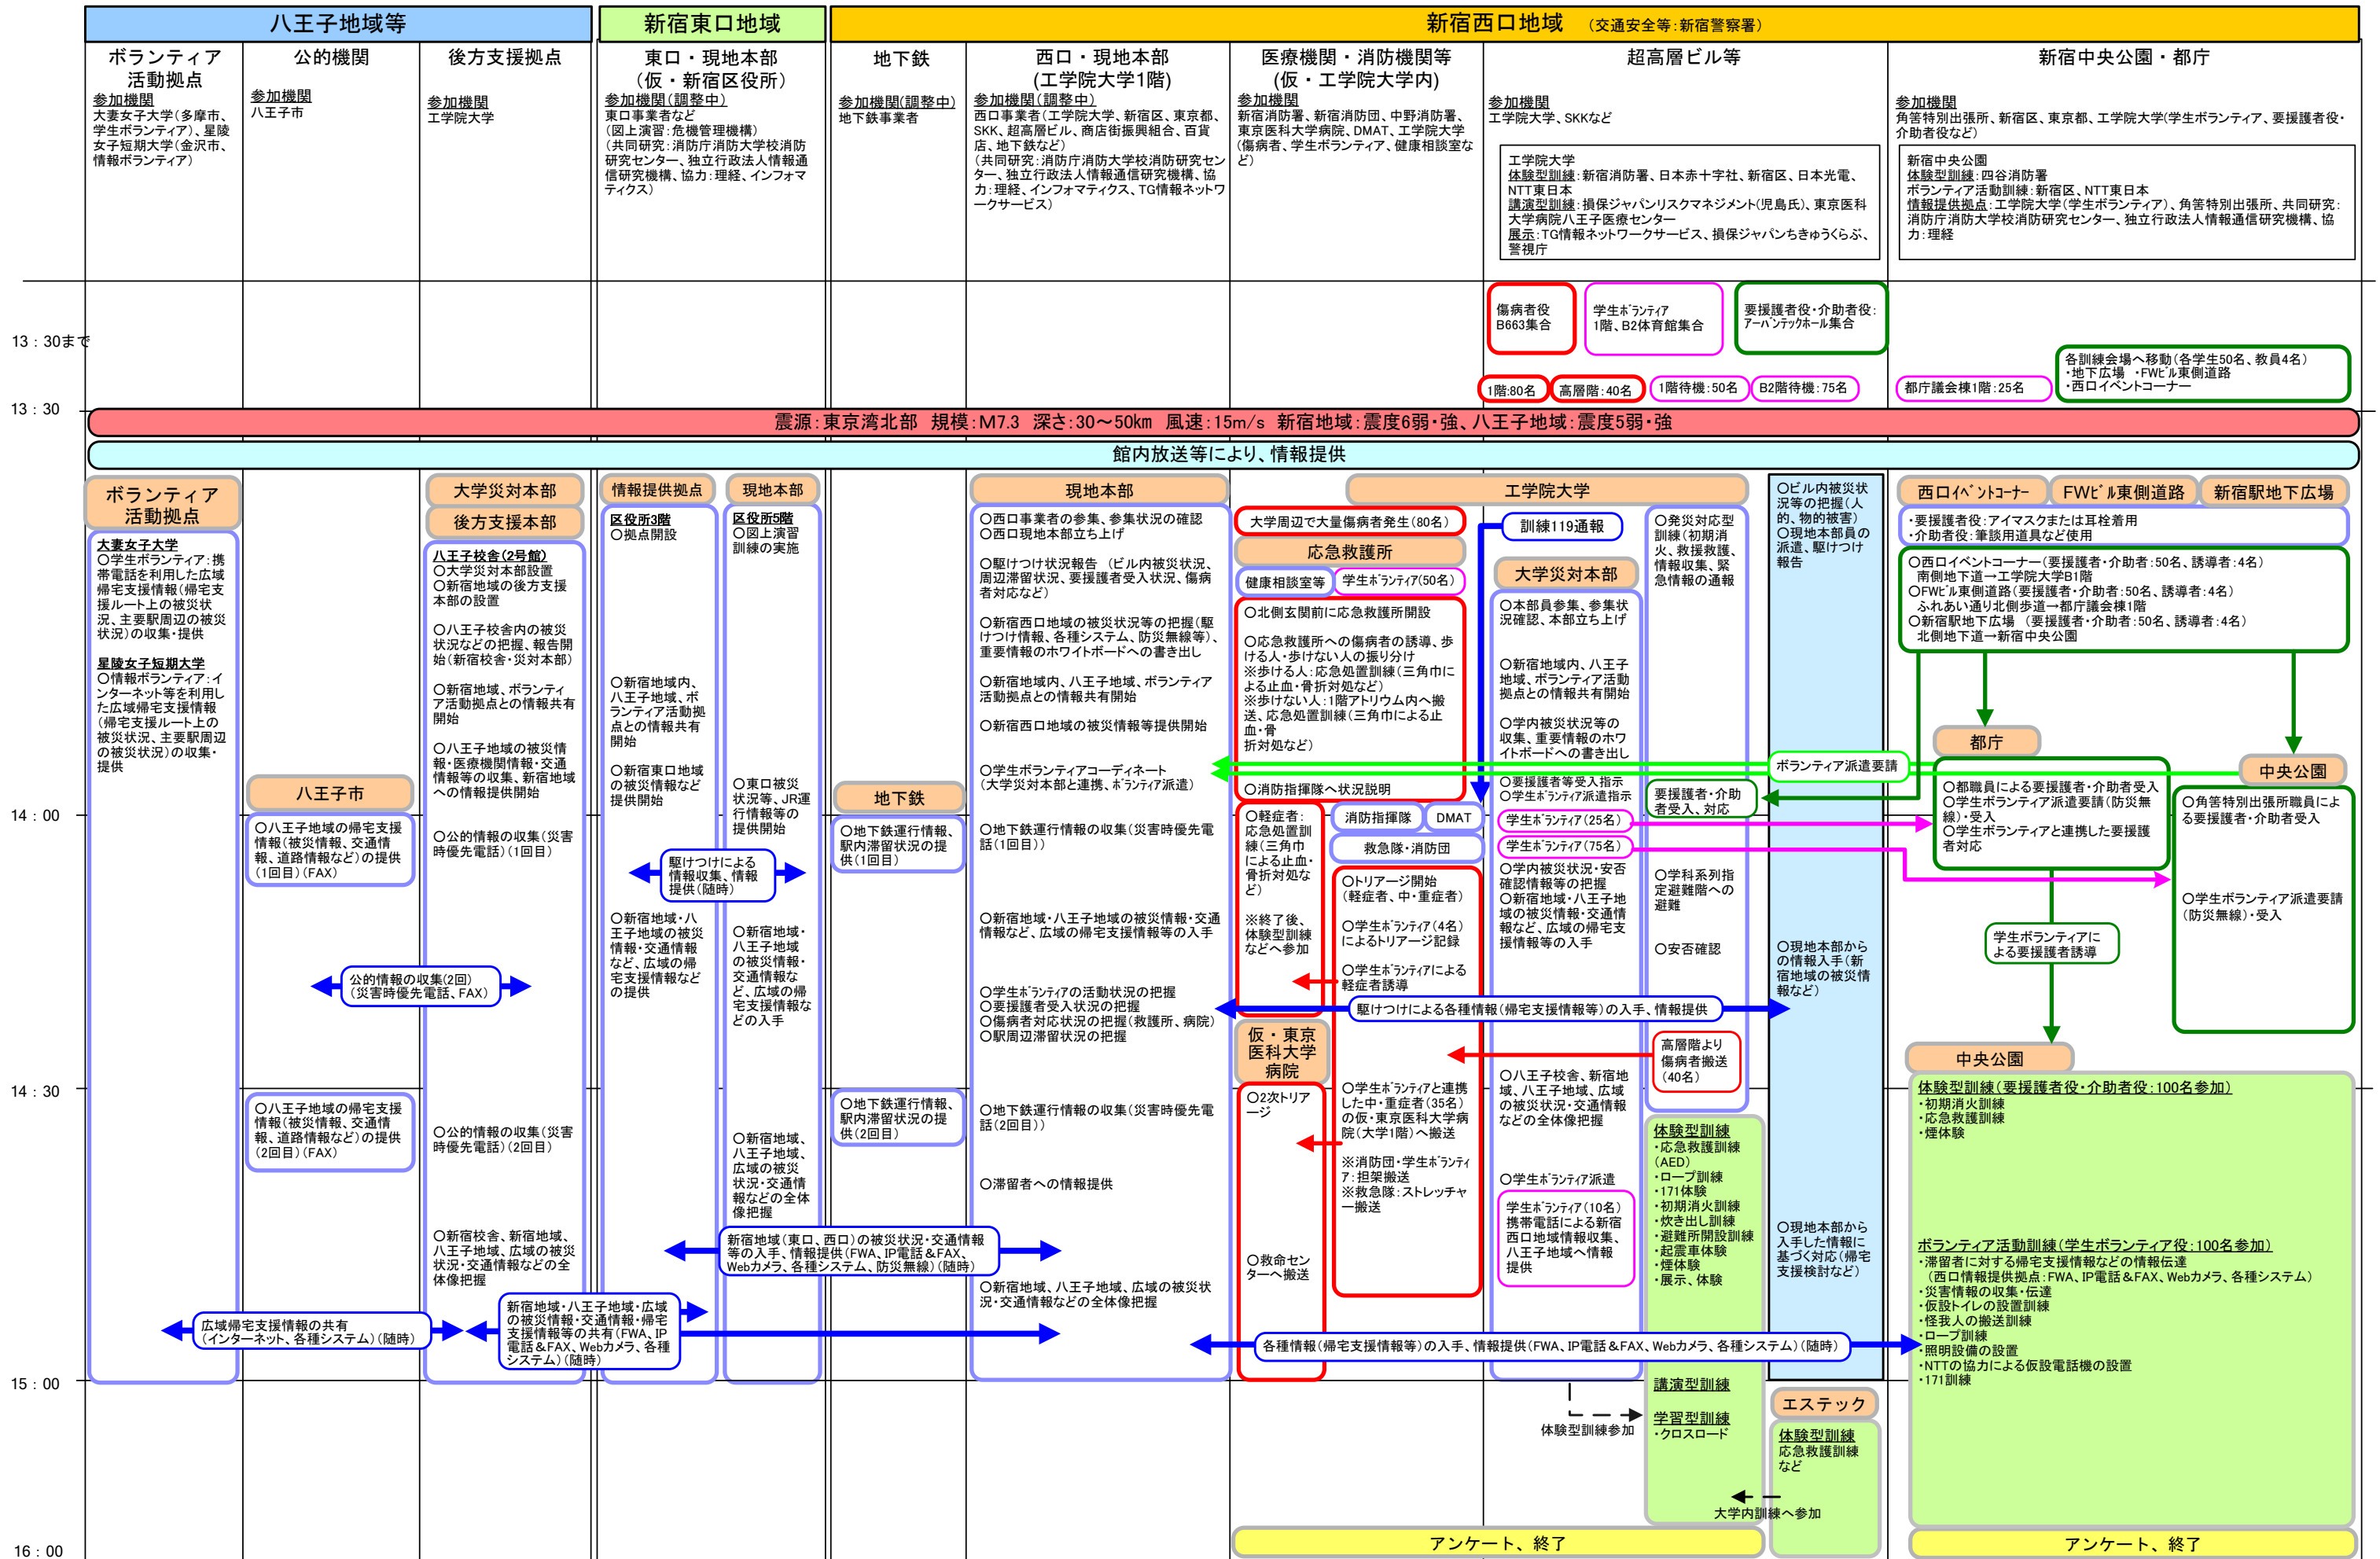 八王子地域等
新宿東口地域
新宿西口地域 （交通安全等：新宿警察署）
ボランティア
活動拠点
参加機関
大妻女子大学（多摩市、
学生ボランティア）、星陵
女子短期大学（金沢市、
情報ボランティア）
公的機関
参加機関
八王子市
後方支援拠点
参加機関
工学院大学
東口・現地本部
（仮・新宿区役所）
参加機関（調整中）
東口事業者など
（図上演習：危機管理機構）
（共同研究：消防庁消防大学校消防
研究センター、独立行政法人情報通
信研究機構、協力：理経、インフォマ
ティクス）
地下鉄
参加機関（調整中）
地下鉄事業者
西口・現地本部
(工学院大学1階)
参加機関（調整中）
西口事業者（工学院大学、新宿区、東京都、
SKK、超高層ビル、商店街振興組合、百貨
店、地下鉄など）
（共同研究：消防庁消防大学校消防研究セン
ター、独立行政法人情報通信研究機構、協
力：理経、インフォマティクス、TG情報ネットワ
ークサービス）
医療機関・消防機関等
(仮・工学院大学内)
参加機関
新宿消防署、新宿消防団、中野消防署、
東京医科大学病院、DMAT、工学院大学
（傷病者、学生ボランティア、健康相談室な
ど）
超高層ビル等
参加機関
工学院大学、SKKなど
工学院大学
体験型訓練：新宿消防署、日本赤十字社、新宿区、日本光電、
NTT東日本
講演型訓練：損保ジャパンリスクマネジメント（児島氏）、東京医科
大学病院八王子医療センター
展示：TG情報ネットワークサービス、損保ジャパンちきゅうくらぶ、
警視庁
新宿中央公園・都庁
参加機関
角筈特別出張所、新宿区、東京都、工学院大学（学生ボランティア、要援護者役・
介助者役など）
新宿中央公園
体験型訓練：四谷消防署
ボランティア活動訓練：新宿区、NTT東日本
情報提供拠点：工学院大学（学生ボランティア）、角筈特別出張所、共同研究：
消防庁消防大学校消防研究センター、独立行政法人情報通信研究機構、協
力：理経
13：30まで
傷病者役
B663集合
学生ﾎﾞﾗﾝﾃｨｱ
1階、B2体育館集合
要援護者役・介助者役：
ｱｰﾊﾞﾝﾃｯｸﾎｰﾙ集合
各訓練会場へ移動（各学生50名、教員4名）
・地下広場 ・FWﾋﾞﾙ東側道路
・西口イベントコーナー
1階:80名
高層階：40名
1階待機：50名
B2階待機：75名
都庁議会棟1階：25名
13：30
震源：東京湾北部 規模：M7.3 深さ：30～50km 風速：15m/s 新宿地域：震度6弱・強、八王子地域：震度5弱・強
館内放送等により、情報提供
ボランティア
活動拠点
大妻女子大学
○学生ボランティア：携
帯電話を利用した広域
帰宅支援情報（帰宅支
援ルート上の被災状
況、主要駅周辺の被災
状況）の収集・提供
星陵女子短期大学
○情報ボランティア：イ
ンターネット等を利用し
た広域帰宅支援情報
（帰宅支援ルート上の
被災状況、主要駅周辺
の被災状況）の収集・
提供
八王子市
○八王子地域の帰宅支援
情報（被災情報、交通情
報、道路情報など）の提供
（1回目）（FAX）
公的情報の収集(2回)
（災害時優先電話、FAX）
○八王子地域の帰宅支援
情報（被災情報、交通情
報、道路情報など）の提供
（2回目）（FAX）
大学災対本部
後方支援本部
八王子校舎（2号館）
○大学災対本部設置
○新宿地域の後方支援
本部の設置
○八王子校舎内の被災
状況などの把握、報告開
始（新宿校舎・災対本部）
○新宿地域、ボランティ
ア活動拠点との情報共有
開始
○八王子地域の被災情
報・医療機関情報・交通
情報等の収集、新宿地域
への情報提供開始
○公的情報の収集（災害
時優先電話）（1回目）
○公的情報の収集（災害
時優先電話）（2回目）
○新宿校舎、新宿地域、
八王子地域、広域の被災
状況・交通情報などの全
体像把握
広域帰宅支援情報の共有
（インターネット、各種システム）（随時）
新宿地域・八王子地域・広域
の被災情報・交通情報・帰宅
支援情報等の共有（FWA、IP
電話＆FAX、Webカメラ、各種
システム）（随時）
情報提供拠点
区役所3階
○拠点開設
○新宿地域内、
八王子地域、ボ
ランティア活動拠
点との情報共有
開始
○新宿東口地域
の被災情報など
提供開始
駆けつけによる
情報収集、情報
提供（随時）
○新宿地域・八
王子地域の被災
情報・交通情報
など、広域の帰
宅支援情報など
の提供
現地本部
区役所5階
○図上演習
訓練の実施
○東口被災
状況等、JR運
行情報等の
提供開始
○新宿地域・
八王子地域
の被災情報・
交通情報な
ど、広域の帰
宅支援情報な
どの入手
○新宿地域、
八王子地域、
広域の被災
状況・交通情
報などの全体
像把握
新宿地域（東口、西口）の被災状況・交通情報
等の入手、情報提供（FWA、IP電話＆FAX、
Webカメラ、各種システム、防災無線）（随時）
地下鉄
○地下鉄運行情報、
駅内滞留状況の提
供（1回目）
○地下鉄運行情報、
駅内滞留状況の提
供（2回目）
現地本部
○西口事業者の参集、参集状況の確認
○西口現地本部立ち上げ
○駆けつけ状況報告 （ビル内被災状況、
周辺滞留状況、要援護者受入状況、傷病
者対応など）
○新宿西口地域の被災状況等の把握（駆
けつけ情報、各種システム、防災無線等）、
重要情報のホワイトボードへの書き出し
○新宿地域内、八王子地域、ボランティア
活動拠点との情報共有開始
○新宿西口地域の被災情報等提供開始
○学生ボランティアコーディネート
（大学災対本部と連携、ﾎﾞﾗﾝﾃｨｱ派遣）
○地下鉄運行情報の収集（災害時優先電
話（1回目））
○新宿地域・八王子地域の被災情報・交通
情報など、広域の帰宅支援情報等の入手
○学生ﾎﾞﾗﾝﾃｨｱの活動状況の把握
○要援護者受入状況の把握
○傷病者対応状況の把握（救護所、病院）
○駅周辺滞留状況の把握
○地下鉄運行情報の収集（災害時優先電
話（2回目））
○滞留者への情報提供
○新宿地域、八王子地域、広域の被災状
況・交通情報などの全体像把握
工学院大学
大学周辺で大量傷病者発生（80名）
応急救護所
健康相談室等
学生ﾎﾞﾗﾝﾃｨｱ(50名)
○北側玄関前に応急救護所開設
○応急救護所への傷病者の誘導、歩
ける人・歩けない人の振り分け
※歩ける人：応急処置訓練（三角巾に
よる止血・骨折対処など）
※歩けない人：1階アトリウム内へ搬
送、応急処置訓練（三角巾による止
血・骨
折対処など）
○消防指揮隊へ状況説明
○軽症者：
応急処置訓
練（三角巾
による止血・
骨折対処な
ど）
※終了後、
体験型訓練
などへ参加
消防指揮隊
DMAT
救急隊・消防団
○トリアージ開始
（軽症者、中・重症者）
○学生ﾎﾞﾗﾝﾃｨｱ（4名）
によるトリアージ記録
○学生ﾎﾞﾗﾝﾃｨｱによる
軽症者誘導
駆けつけによる各種情報（帰宅支援情報等）の入手、情報提供
仮・東京
医科大学
病院
○2次トリア
ージ
○救命セン
ターへ搬送
○学生ﾎﾞﾗﾝﾃｨｱと連携
した中・重症者（35名）
の仮・東京医科大学病
院（大学1階）へ搬送
※消防団・学生ﾎﾞﾗﾝﾃｨ
ｱ：担架搬送
※救急隊：ストレッチャ
ー搬送
訓練119通報
大学災対本部
○本部員参集、参集状
況確認、本部立ち上げ
○新宿地域内、八王子
地域、ボランティア活動
拠点との情報共有開始
○学内被災状況等の
収集、重要情報のホワ
イトボードへの書き出し
○要援護者等受入指示
○学生ﾎﾞﾗﾝﾃｨｱ派遣指示
学生ﾎﾞﾗﾝﾃｨｱ（25名）
学生ﾎﾞﾗﾝﾃｨｱ（75名）
○学内被災状況・安否
確認情報等の把握
○新宿地域・八王子地
域の被災情報・交通情
報など、広域の帰宅支
援情報等の入手
○八王子校舎、新宿地
域、八王子地域、広域
の被災状況・交通情報
などの全体像把握
○学生ﾎﾞﾗﾝﾃｨｱ派遣
学生ﾎﾞﾗﾝﾃｨｱ（10名）
携帯電話による新宿
西口地域情報収集、
八王子地域へ情報
提供
○発災対応型
訓練（初期消
火、救援救護、
情報収集、緊
急情報の通報
要援護者・介助
者受入、対応
○学科系列指
定避難階への
避難
○安否確認
高層階より
傷病者搬送
（40名）
体験型訓練
・応急救護訓練
（AED）
・ロープ訓練
・171体験
・初期消火訓練
・炊き出し訓練
・避難所開設訓練
・起震車体験
・煙体験
・展示、体験
講演型訓練
学習型訓練
・クロスロード
体験型訓練参加
○ビル内被災状
況等の把握（人
的、物的被害）
○現地本部員の
派遣、駆けつけ
報告
ボランティア派遣要請
○現地本部から
の情報入手（新
宿地域の被災情
報など）
○現地本部から
入手した情報に
基づく対応（帰宅
支援検討など）
各種情報（帰宅支援情報等）の入手、情報提供（FWA、IP電話＆FAX、Webカメラ、各種システム）（随時）
エステック
体験型訓練
応急救護訓練
など
大学内訓練へ参加
西口ｲﾍﾞﾝﾄｺｰﾅｰ
FWﾋﾞﾙ東側道路
新宿駅地下広場
・要援護者役：アイマスクまたは耳栓着用
・介助者役：筆談用道具など使用
○西口イベントコーナー（要援護者・介助者：50名、誘導者：4名）
南側地下道→工学院大学B1階
○FWﾋﾞﾙ東側道路（要援護者・介助者：50名、誘導者：4名）
ふれあい通り北側歩道→都庁議会棟1階
○新宿駅地下広場 （要援護者・介助者：50名、誘導者：4名）
北側地下道→新宿中央公園
都庁
○都職員による要援護者・介助者受入
○学生ボランティア派遣要請（防災無
線）・受入
○学生ボランティアと連携した要援護
者対応
中央公園
○角筈特別出張所職員によ
る要援護者・介助者受入
○学生ボランティア派遣要請
（防災無線）・受入
学生ボランティアに
よる要援護者誘導
中央公園
体験型訓練（要援護者役・介助者役：100名参加）
・初期消火訓練
・応急救護訓練
・煙体験
ボランティア活動訓練（学生ボランティア役：100名参加）
・滞留者に対する帰宅支援情報などの情報伝達
（西口情報提供拠点：FWA、IP電話＆FAX、Webカメラ、各種システム）
・災害情報の収集・伝達
・仮設トイレの設置訓練
・怪我人の搬送訓練
・ロープ訓練
・照明設備の設置
・NTTの協力による仮設電話機の設置
・171訓練
14：00
14：30
15：00
16：00
アンケート、終了
アンケート、終了